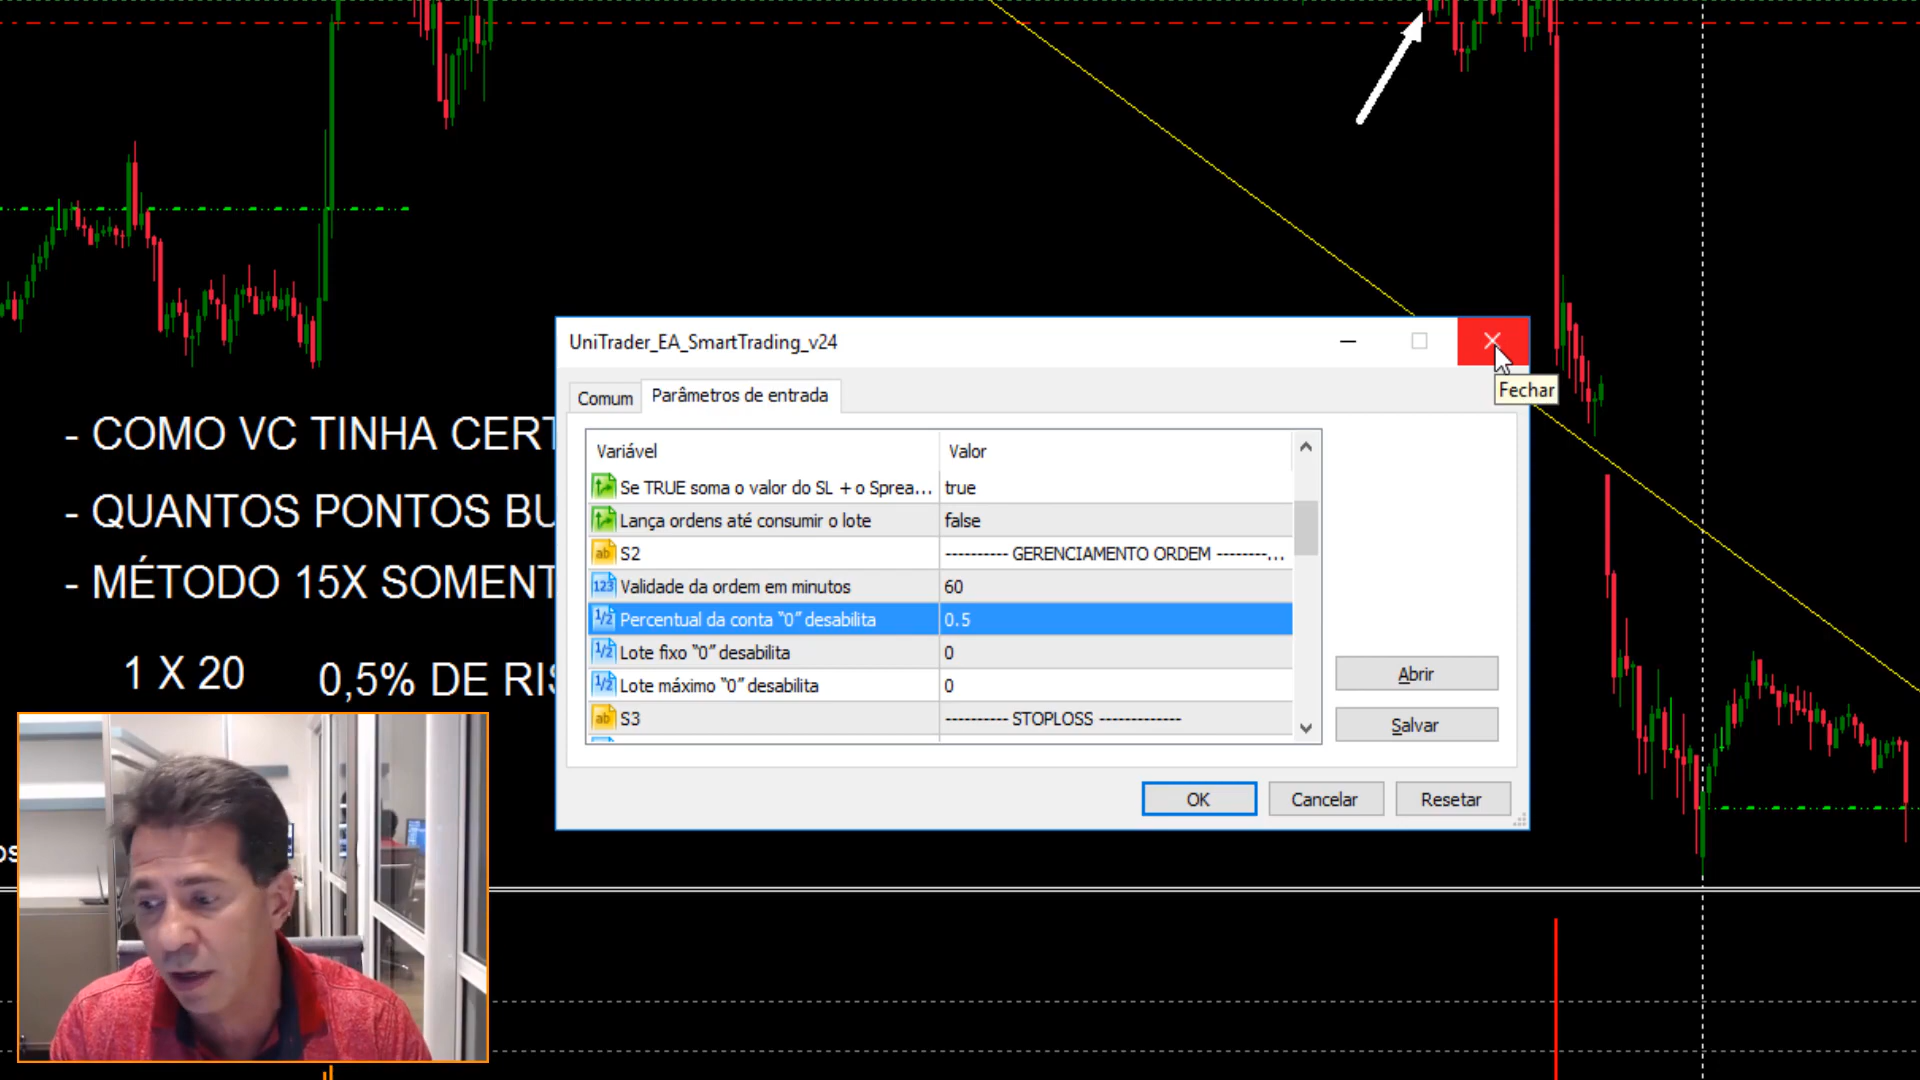 UniTrader_EA_SmartTrading_v24
Fechar
Comum
Parâmetros de entrada
Variável Valor
Se TRUE soma o valor do SL + o Sprea... true
Lança ordens até consumir o lote false
S2 ---------- GERENCIAMENTO ORDEM --------...
Validade da ordem em minutos 60
Percentual da conta "0" desabilita 0.5
Lote fixo "0" desabilita 0
Lote máximo "0" desabilita 0
S3 ---------- STOPLOSS -------------
Abrir
Salvar
OK Cancelar Resetar
- COMO VC TINHA CERT
- QUANTOS PONTOS BU
- MÉTODO 15X SOMENT
1 X 20 0,5% DE RIS